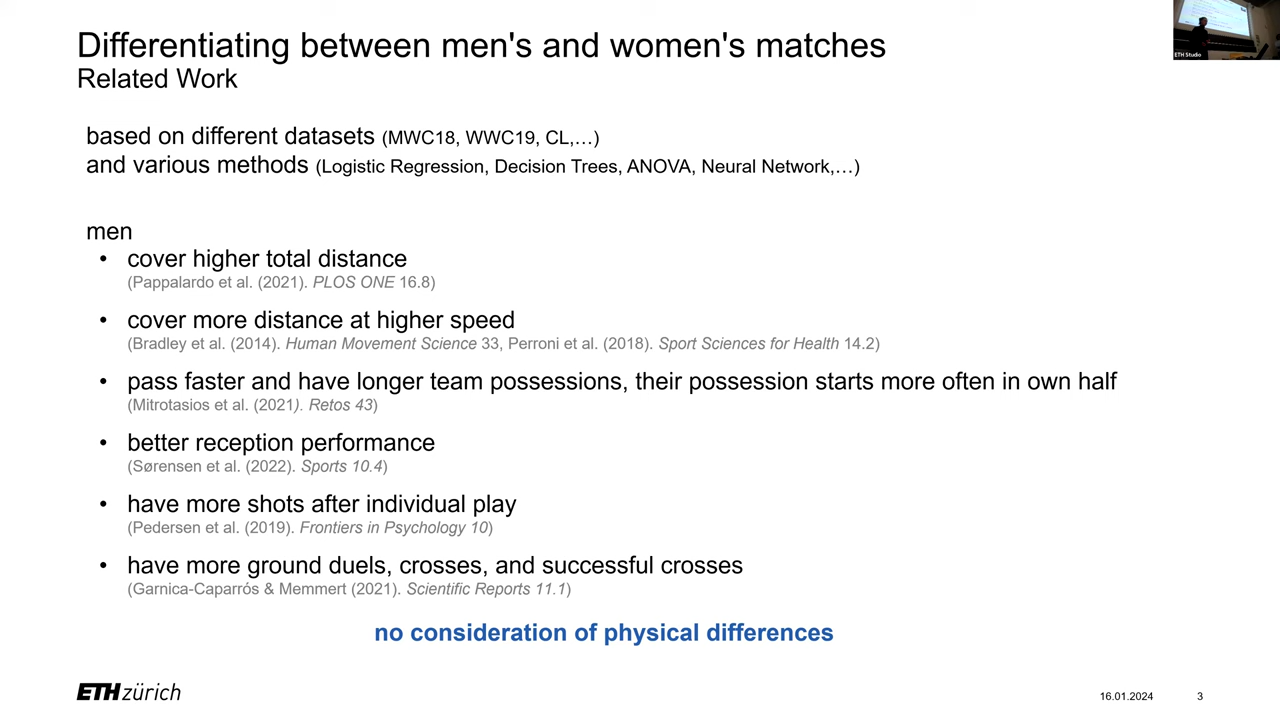 Differentiating between men's and women's matches
Related Work
ETH Studio
based on different datasets (MWC18, WWC19, CL,…)
and various methods (Logistic Regression, Decision Trees, ANOVA, Neural Network,…)
men
• cover higher total distance
(Pappalardo et al. (2021). PLOS ONE 16.8)
• cover more distance at higher speed
(Bradley et al. (2014). Human Movement Science 33, Perroni et al. (2018). Sport Sciences for Health 14.2)
• pass faster and have longer team possessions, their possession starts more often in own half
(Mitrotasios et al. (2021). Retos 43)
• better reception performance
(Sørensen et al. (2022). Sports 10.4)
• have more shots after individual play
(Pedersen et al. (2019). Frontiers in Psychology 10)
• have more ground duels, crosses, and successful crosses
(Garnica-Caparrós & Memmert (2021). Scientific Reports 11.1)
no consideration of physical differences
ETH zürich
16.01.2024 3